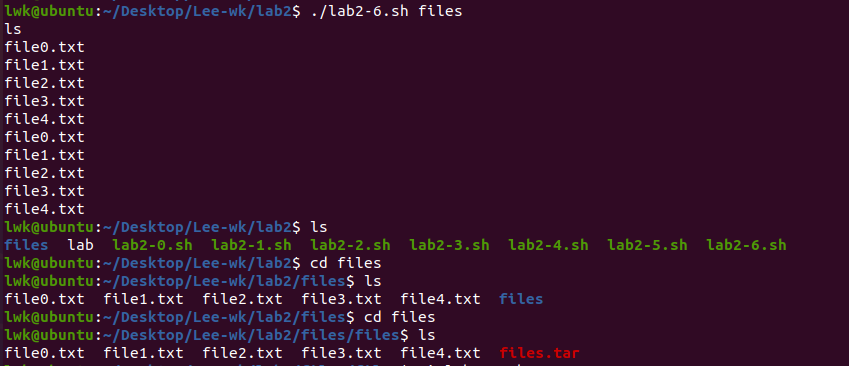 lwk@ubuntu:~/Desktop/Lee-wk/lab2$ ./lab2-6.sh files
ls
file0.txt
file1.txt
file2.txt
file3.txt
file4.txt
file0.txt
file1.txt
file2.txt
file3.txt
file4.txt
lwk@ubuntu:~/Desktop/Lee-wk/lab2$ ls
files  lab  lab2-0.sh  lab2-1.sh  lab2-2.sh  lab2-3.sh  lab2-4.sh  lab2-5.sh  lab2-6.sh
lwk@ubuntu:~/Desktop/Lee-wk/lab2$ cd files
lwk@ubuntu:~/Desktop/Lee-wk/lab2/files$ ls
file0.txt  file1.txt  file2.txt  file3.txt  file4.txt  files
lwk@ubuntu:~/Desktop/Lee-wk/lab2/files$ cd files
lwk@ubuntu:~/Desktop/Lee-wk/lab2/files/files$ ls
file0.txt  file1.txt  file2.txt  file3.txt  file4.txt  files.tar